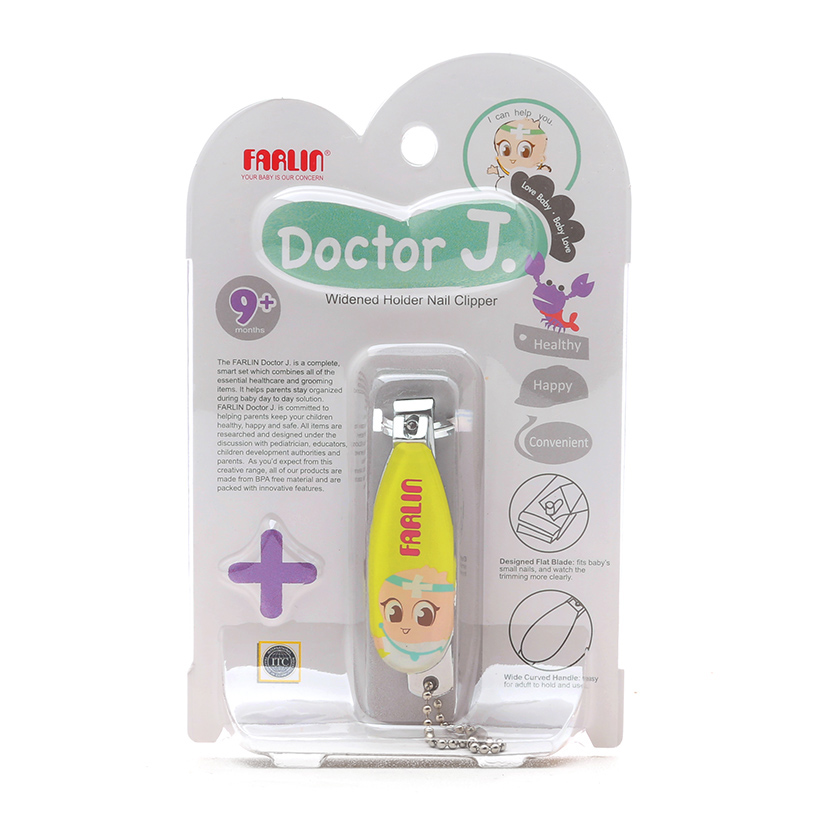 I can help you.
FARLIN®
YOUR BABY IS OUR CONCERN
Love Baby · Baby Love
Doctor J.
Widened Holder Nail Clipper
9+
months
Healthy
Happy
Convenient
The FARLIN Doctor J. is a complete,
smart set which combines all of the
essential healthcare and grooming
items. It helps parents stay organized
during baby day to day solution.
FARLIN Doctor J. is committed to
helping parents keep your children
healthy, happy and safe. All items are
researched and designed under the
discussion with pediatrician, educators,
children development authorities and
parents. As you'd expect from this
creative range, all of our products are
made from BPA free material and are
packed with innovative features.
FARLIN
Designed Flat Blade: fits baby's
small nails, and watch the
trimming more clearly.
Wide Curved Handle: easy
for adult to hold and use.
ITC